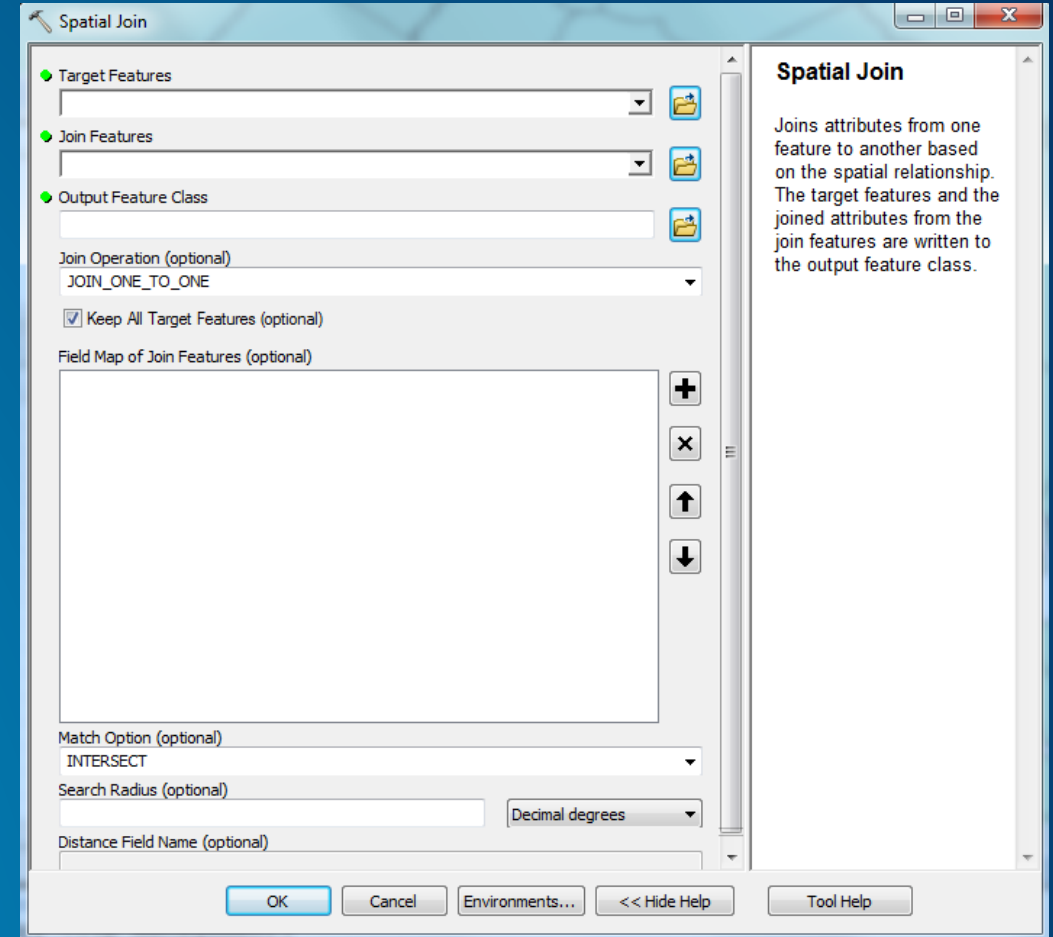 Spatial Join
Target Features
Join Features
Output Feature Class
Join Operation (optional)
JOIN_ONE_TO_ONE
Keep All Target Features (optional)
Field Map of Join Features (optional)
Match Option (optional)
INTERSECT
Search Radius (optional)
Decimal degrees
Distance Field Name (optional)
OK
Cancel
Environments...
<< Hide Help
Spatial Join
Joins attributes from one
feature to another based
on the spatial relationship.
The target features and the
joined attributes from the
join features are written to
the output feature class.
Tool Help